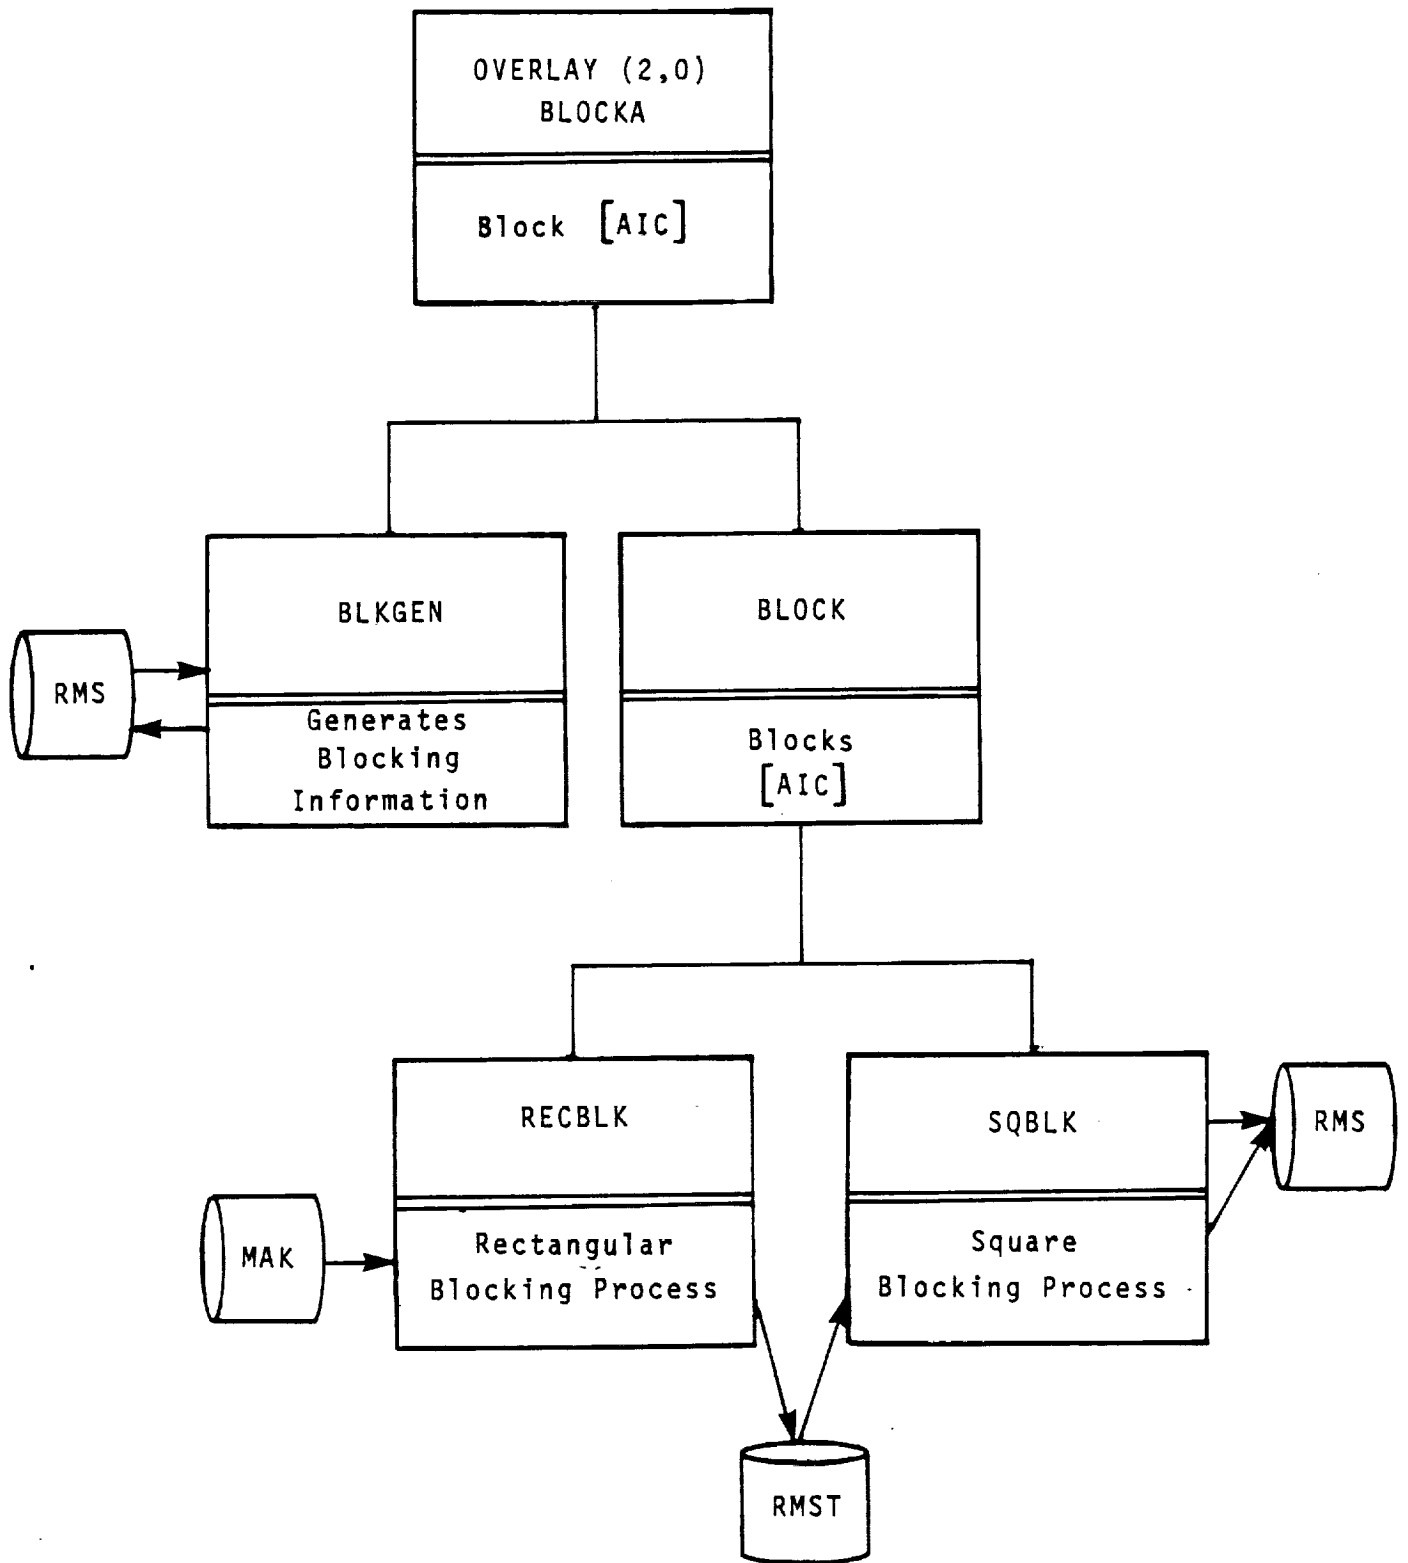 OVERLAY (2,0)
BLOCKA
Block [AIC]
BLKGEN
Generates
Blocking
Information
RMS
BLOCK
Blocks
[AIC]
RECBLK
Rectangular
Blocking Process
MAK
SQBLK
Square
Blocking Process
RMS
RMST